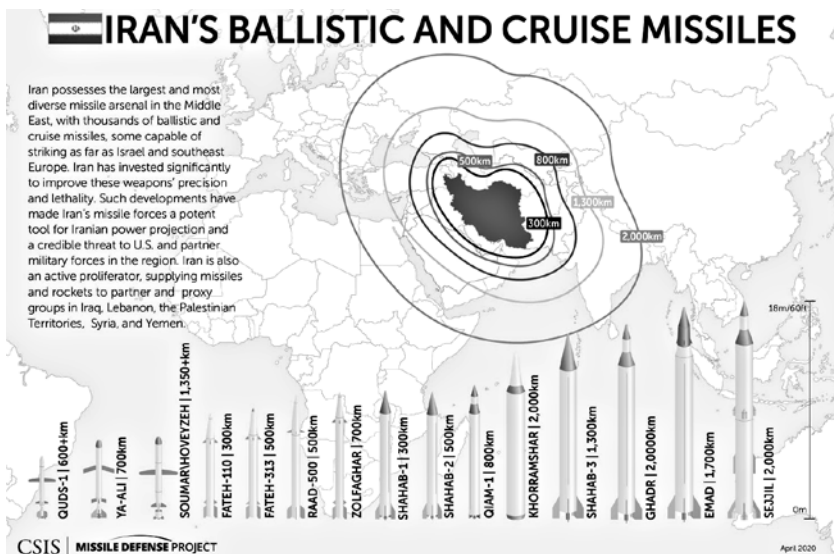 IRAN'S BALLISTIC AND CRUISE MISSILES
Iran possesses the largest and most
diverse missile arsenal in the Middle
East, with thousands of ballistic and
cruise missiles, some capable of
striking as far as Israel and southeast
Europe. Iran has invested significantly
to improve these weapons' precision
and lethality. Such developments have
made Iran's missile forces a potent
tool for Iranian power projection and
a credible threat to U.S. and partner
military forces in the region. Iran is also
an active proliferator, supplying missiles
and rockets to partner and proxy
groups in Iraq, Lebanon, the Palestinian
Territories, Syria, and Yemen.
500km
800km
1,300km
300km
2,000km
18m/60ft
0m
QUDS-1 | 600+km
YA-ALI | 700km
SOUMAR\HOVEYZEH | 1,350+km
FATEH-110 | 300km
FATEH-313 | 500km
RAAD-500 | 500km
ZOLFAGHAR | 700km
SHAHAB-1 | 300km
SHAHAB-2 | 500km
QIAM-1 | 800km
KHORRAMSHAR | 2,000km
SHAHAB-3 | 1,300km
GHADR | 2,0000km
EMAD | 1,700km
SEJJIL | 2,000km
CSIS | MISSILE DEFENSE PROJECT
April 2020